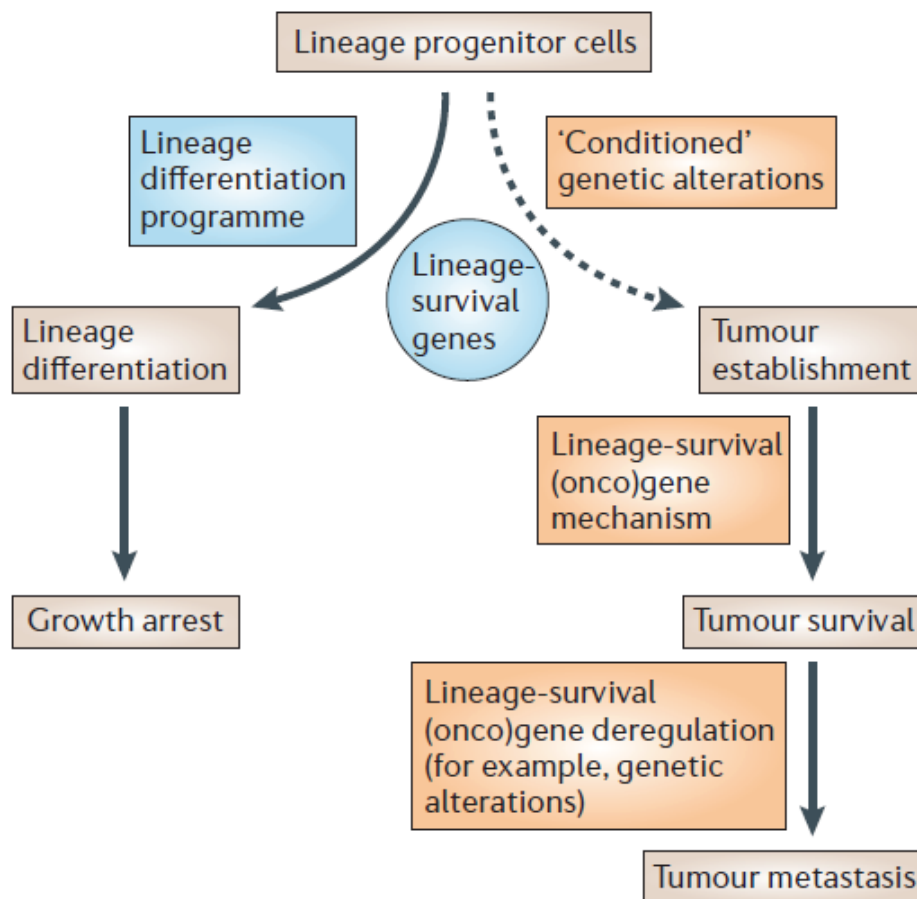 Lineage progenitor cells
Lineage
differentiation
programme
‘Conditioned’
genetic alterations
Lineage-
survival
genes
Lineage
differentiation
Tumour
establishment
Lineage-survival
(onco)gene
mechanism
Growth arrest
Tumour survival
Lineage-survival
(onco)gene deregulation
(for example, genetic
alterations)
Tumour metastasis